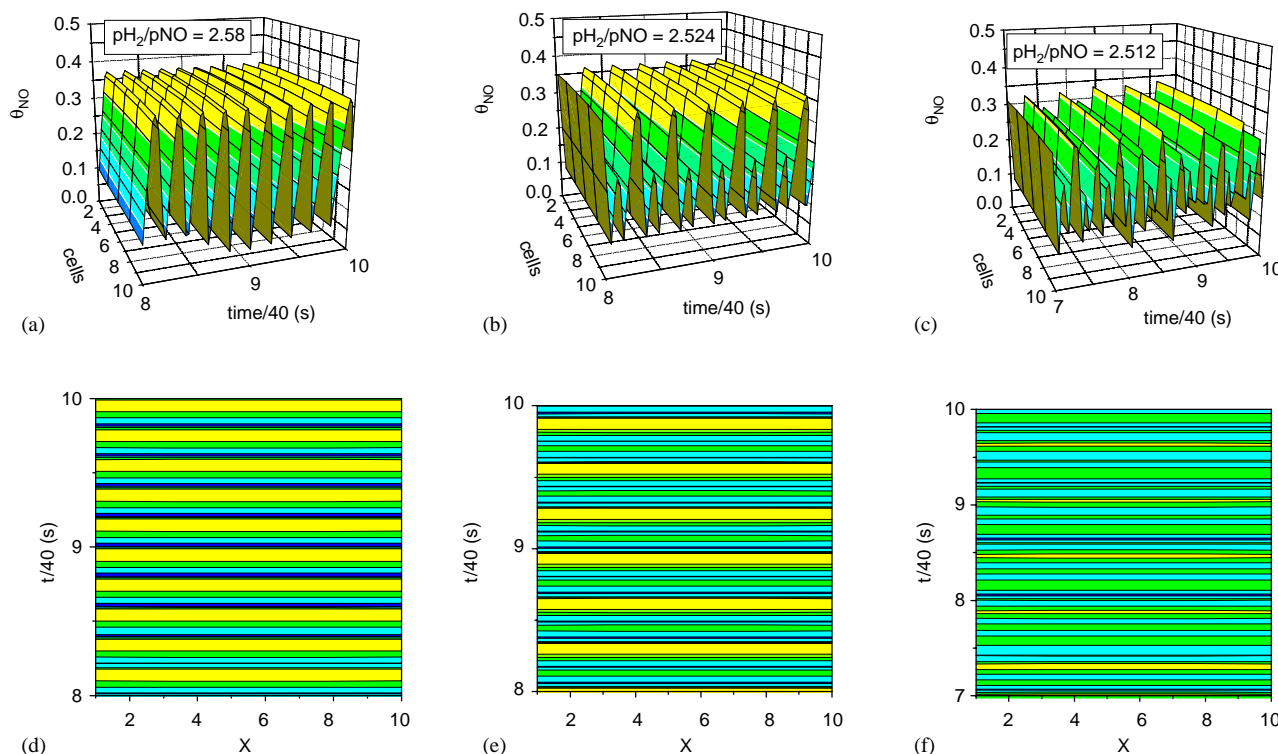 pH2/pNO = 2.58
0.5
0.4
0.3
0.2
0.1
0.0
θNO
2
4
6
8
10
cells
8
9
10
time/40 (s)
(a)
pH2/pNO = 2.524
0.5
0.4
0.3
0.2
0.1
0.0
θNO
2
4
6
8
10
cells
8
9
10
time/40 (s)
(b)
pH2/pNO = 2.512
0.5
0.4
0.3
0.2
0.1
0.0
θNO
2
4
6
8
10
cells
7
8
9
10
time/40 (s)
(c)
10
9
8
t/40 (s)
2 4 6 8 10
X
(d)
10
9
8
t/40 (s)
2 4 6 8 10
X
(e)
10
9
8
7
t/40 (s)
2 4 6 8 10
X
(f)